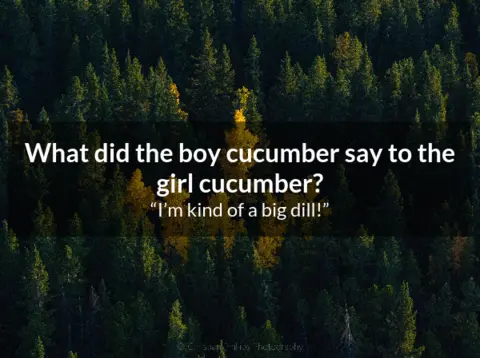 What did the boy cucumber say to the
girl cucumber?
“I’m kind of a big dill!”